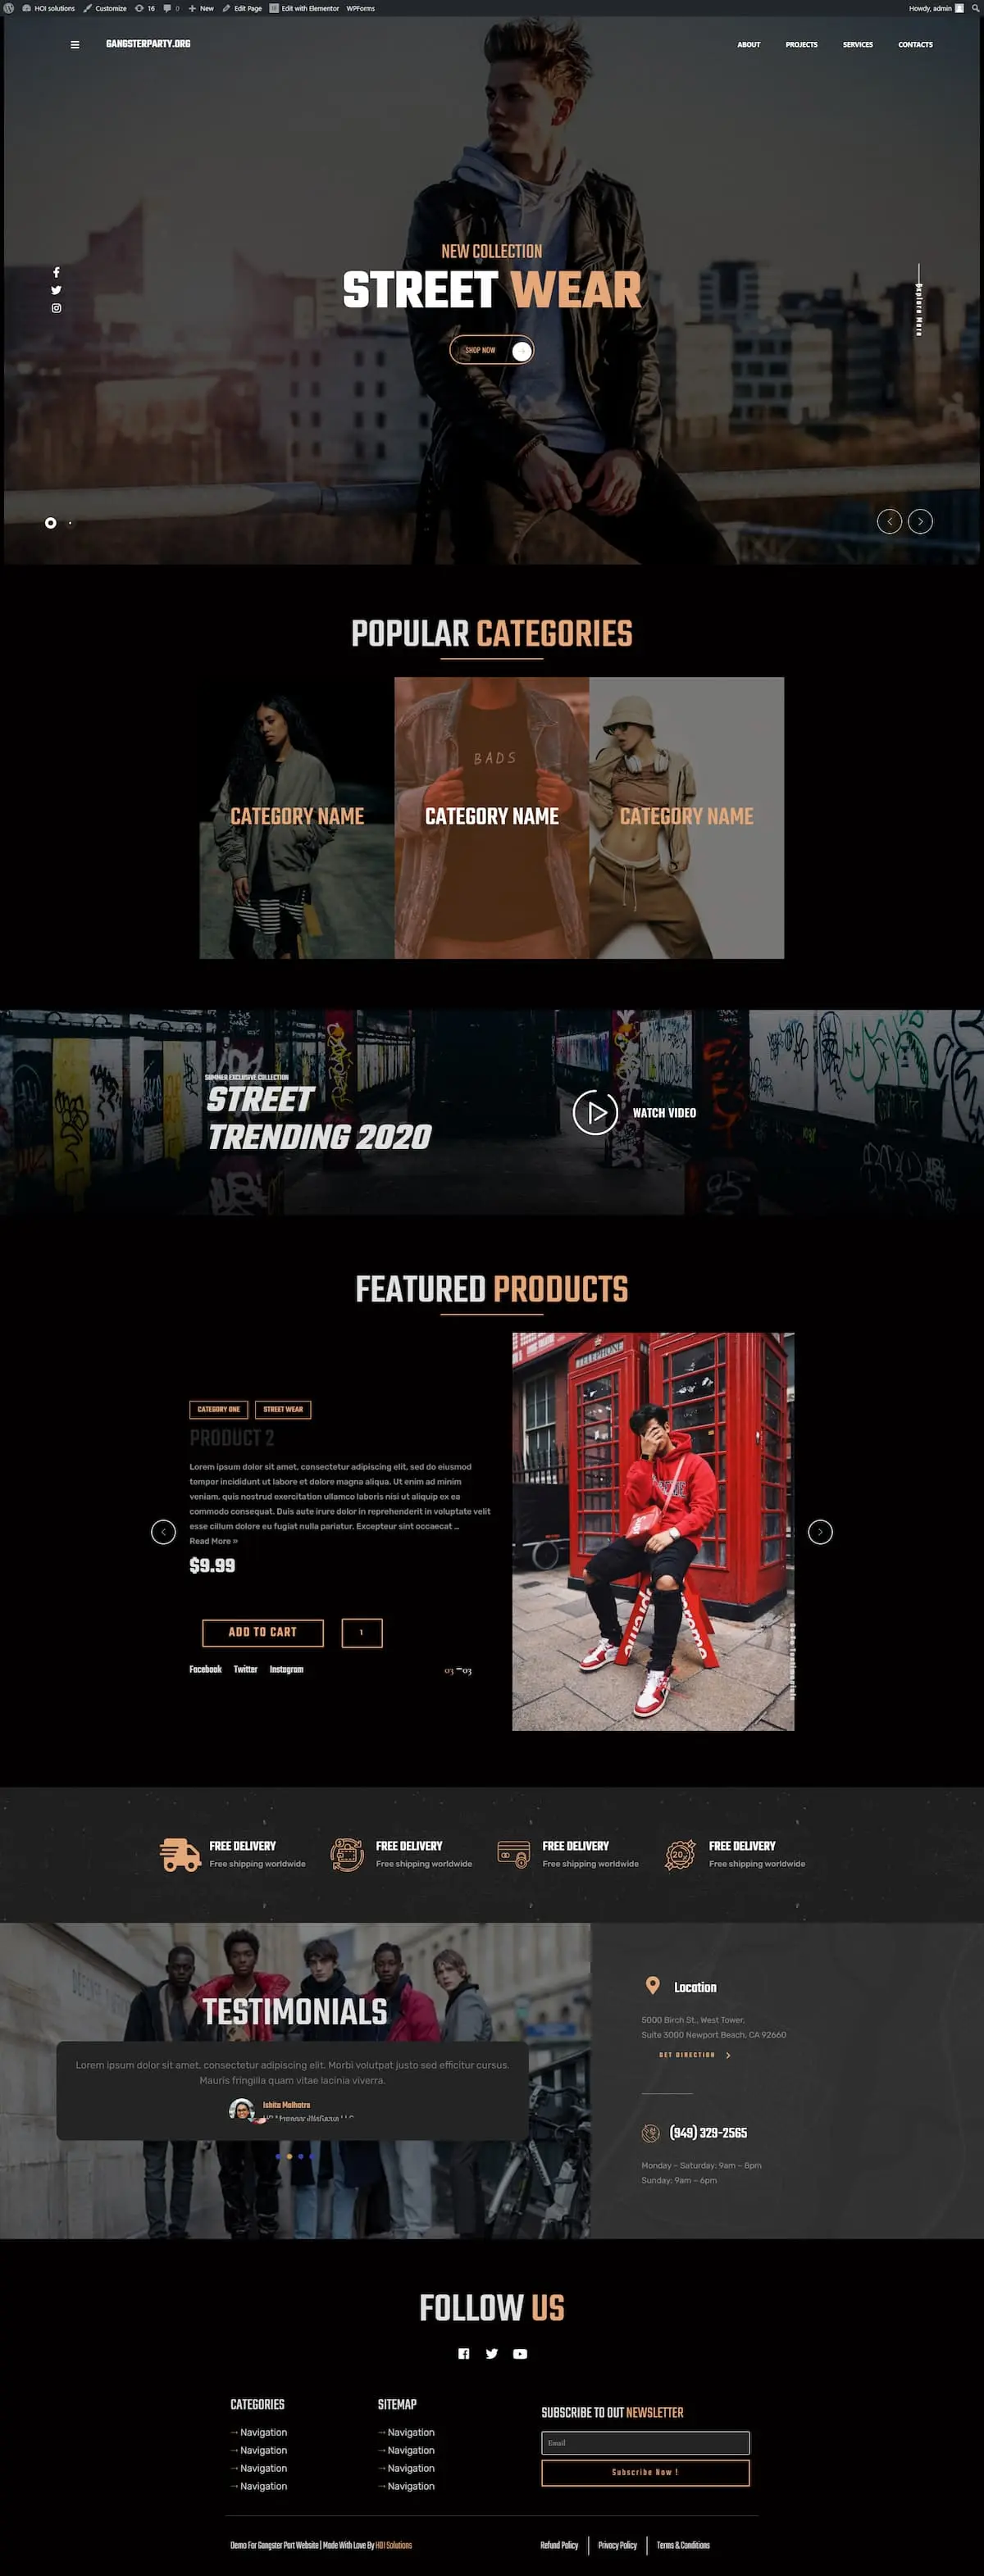 HOI solutions Customize 16 0 New Edit Page Edit with Elementor WPForms Howdy, admin
GANGSTERPARTY.ORG ABOUT PROJECTS SERVICES CONTACTS
NEW COLLECTION
STREET WEAR
SHOP NOW
Explore More
POPULAR CATEGORIES
BADS
CATEGORY NAME CATEGORY NAME CATEGORY NAME
SUMMER EXCLUSIVE COLLECTION
STREET
TRENDING 2020
WATCH VIDEO
FEATURED PRODUCTS
TELEPHONE
CATEGORY ONE STREET WEAR
PRODUCT 2
Lorem ipsum dolor sit amet, consectetur adipiscing elit, sed do eiusmod
tempor incididunt ut labore et dolore magna aliqua. Ut enim ad minim
veniam, quis nostrud exercitation ullamco laboris nisi ut aliquip ex ea
commodo consequat. Duis aute irure dolor in reprehenderit in voluptate velit
esse cillum dolore eu fugiat nulla pariatur. Excepteur sint occaecat ...
Read More »
$9.99
ADD TO CART 1
Facebook Twitter Instagram 03 –03
FREE DELIVERY FREE DELIVERY FREE DELIVERY FREE DELIVERY
Free shipping worldwide Free shipping worldwide Free shipping worldwide Free shipping worldwide
TESTIMONIALS
Lorem ipsum dolor sit amet, consectetur adipiscing elit. Morbi volutpat justo sed efficitur cursus.
Mauris fringilla quam vitae lacinia viverra.
Ishita Malhotra
Location
5000 Birch St., West Tower,
Suite 3000 Newport Beach, CA 92660
GET DIRECTION
(949) 329-2565
Monday – Saturday: 9am – 8pm
Sunday: 9am – 6pm
FOLLOW US
CATEGORIES
→ Navigation
→ Navigation
→ Navigation
→ Navigation
SITEMAP
→ Navigation
→ Navigation
→ Navigation
→ Navigation
SUBSCRIBE TO OUT NEWSLETTER
Email
Subscribe Now !
Demo For Gangster Part Website | Made With Love By HOI Solutions
Refund Policy Privacy Policy Terms & Conditions